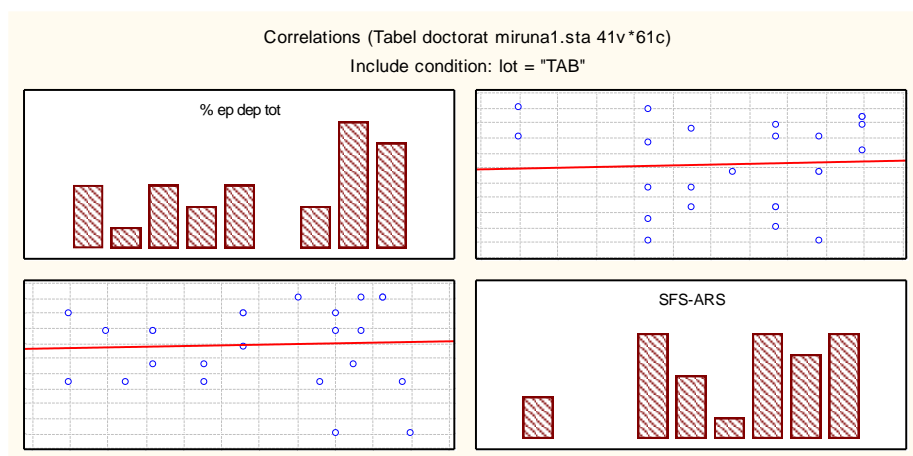 Correlations (Tabel doctorat miruna1.sta 41v*61c)
Include condition: lot = "TAB"
% ep dep tot
SFS-ARS